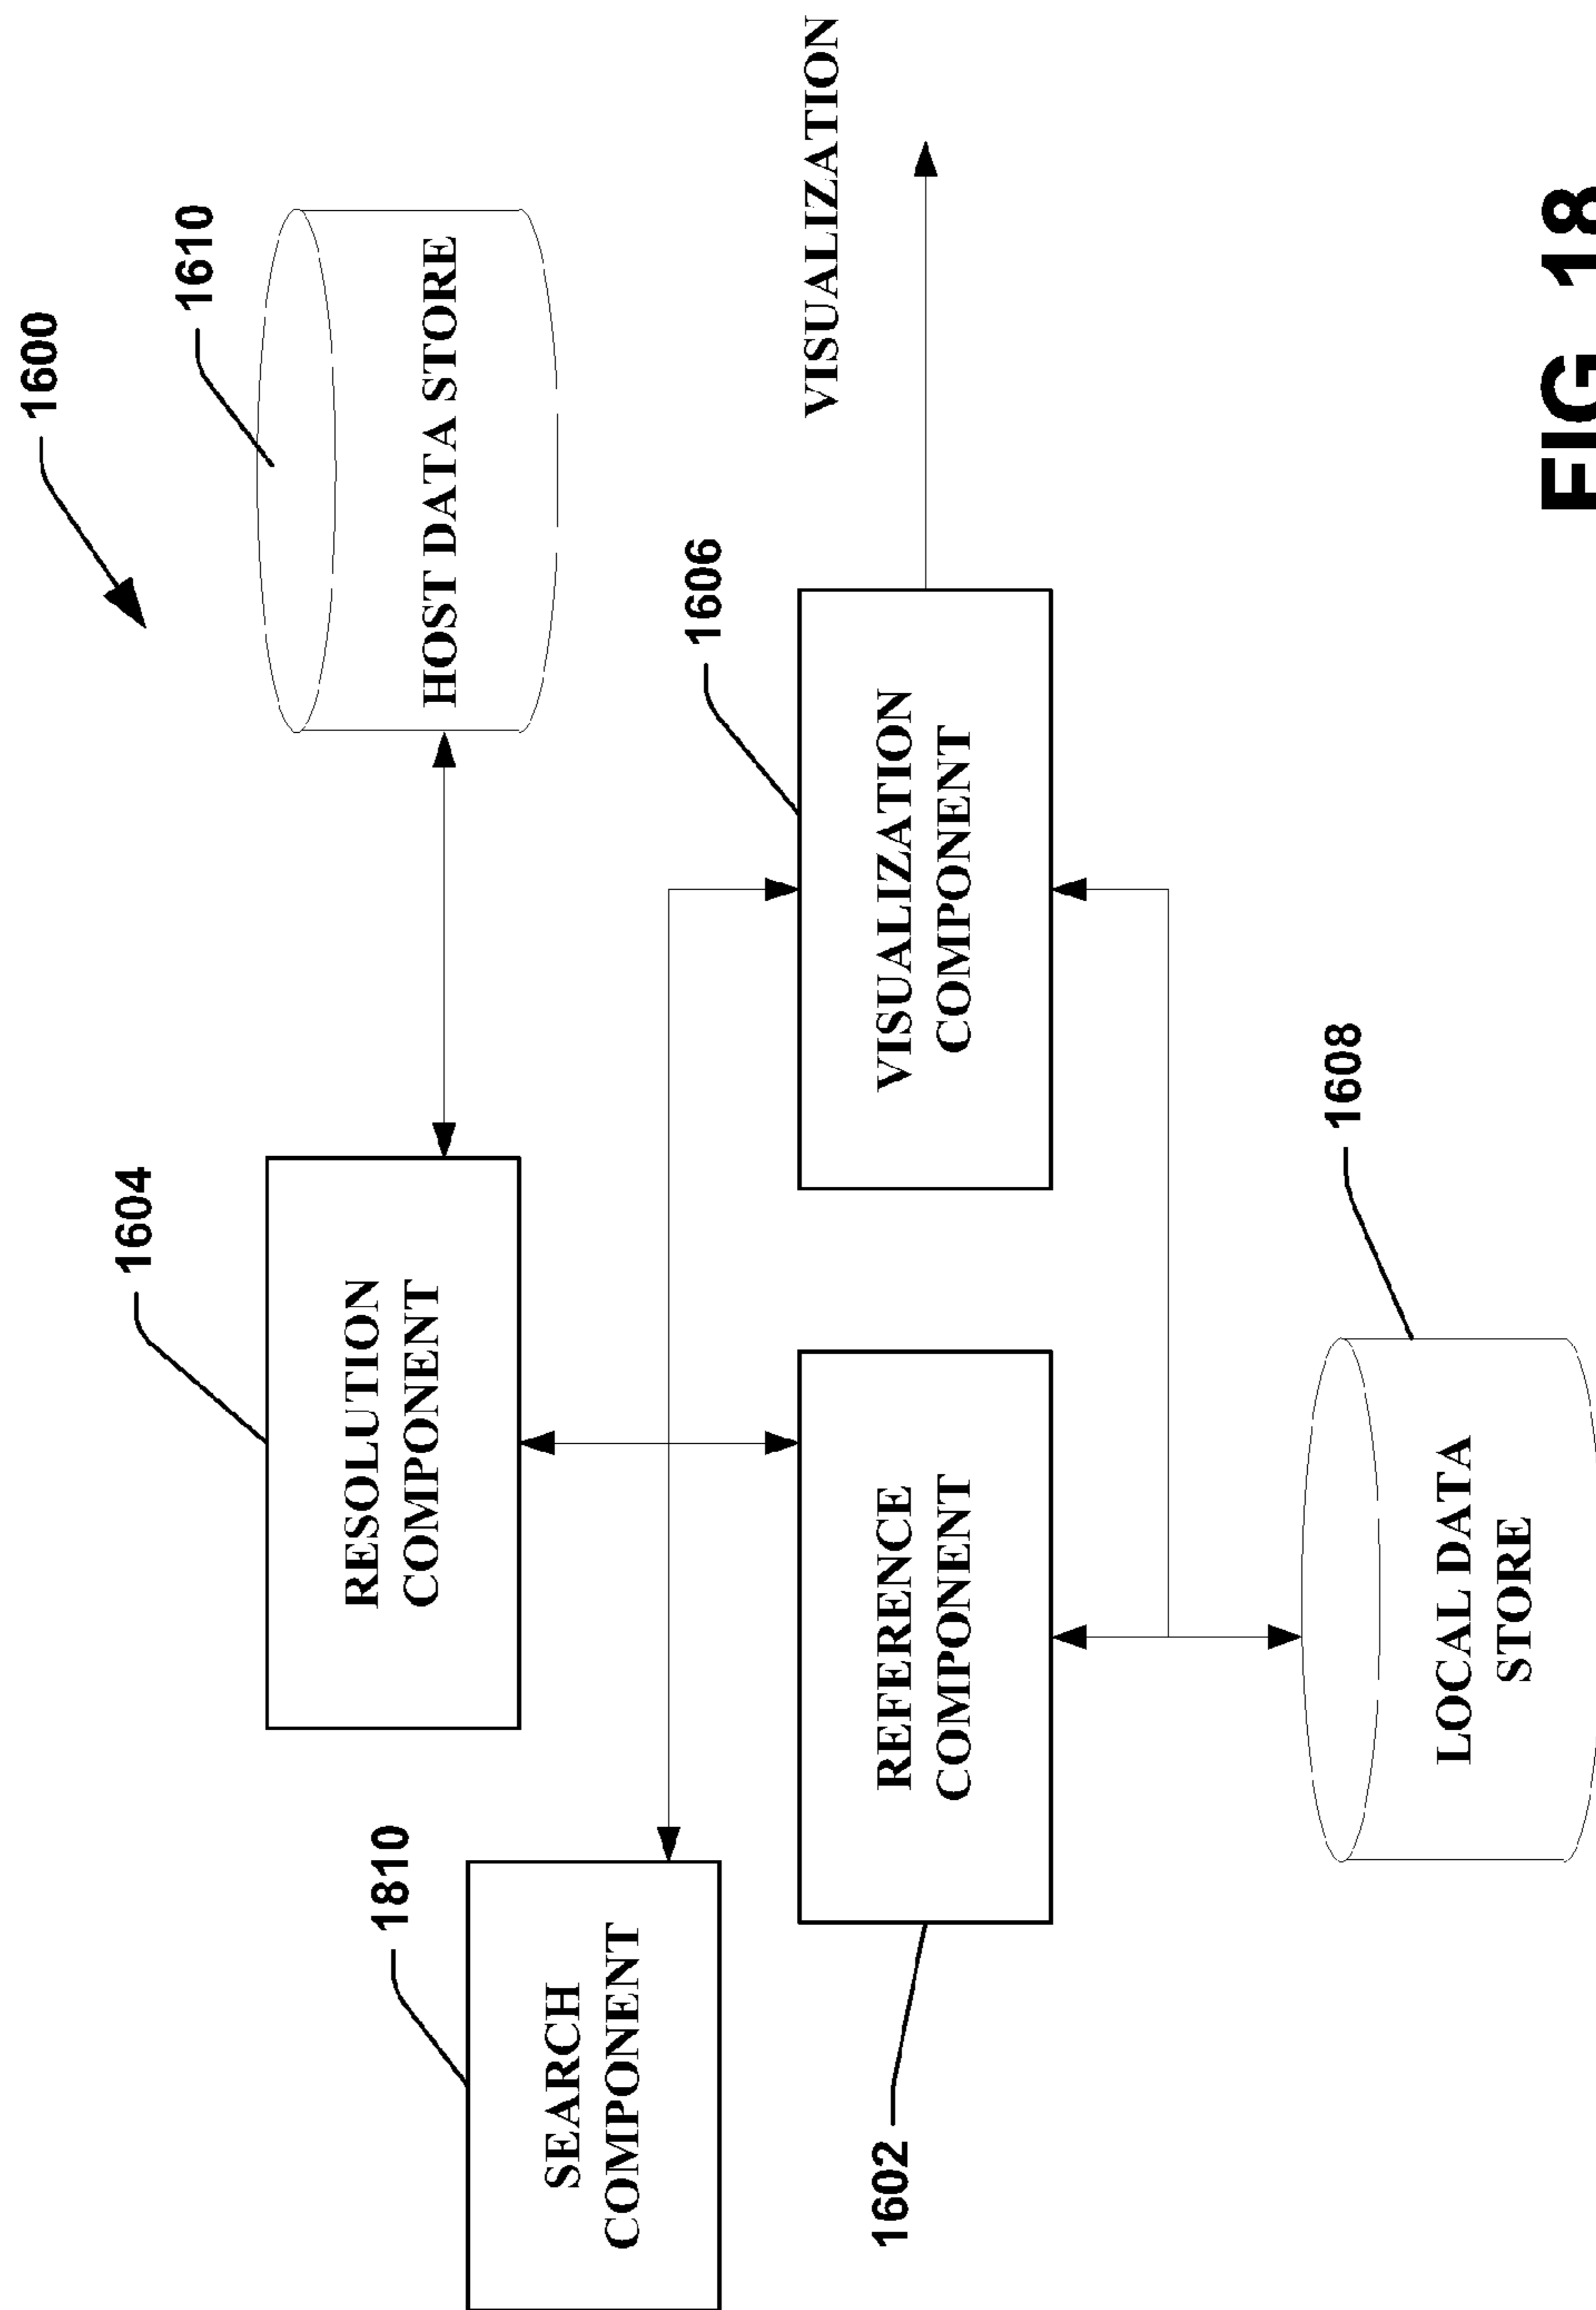 1600
1604
1610
RESOLUTION
COMPONENT
HOST DATA STORE
1810
SEARCH
COMPONENT
1606
VISUALIZATION
1602
REFERENCE
COMPONENT
VISUALIZATION
COMPONENT
1608
LOCAL DATA
STORE
FIG 18